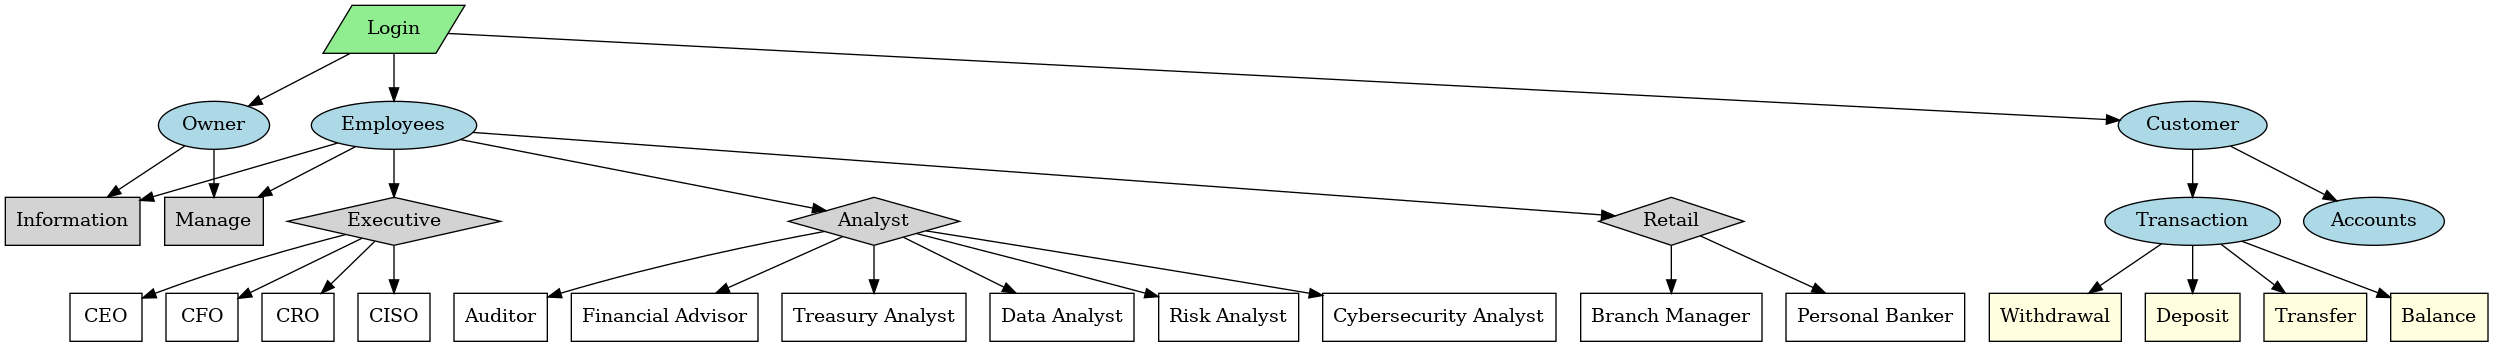 Login
Owner
Employees
Customer
Information
Manage
Executive
Analyst
Retail
Transaction
Accounts
CEO
CFO
CRO
CISO
Auditor
Financial Advisor
Treasury Analyst
Data Analyst
Risk Analyst
Cybersecurity Analyst
Branch Manager
Personal Banker
Withdrawal
Deposit
Transfer
Balance